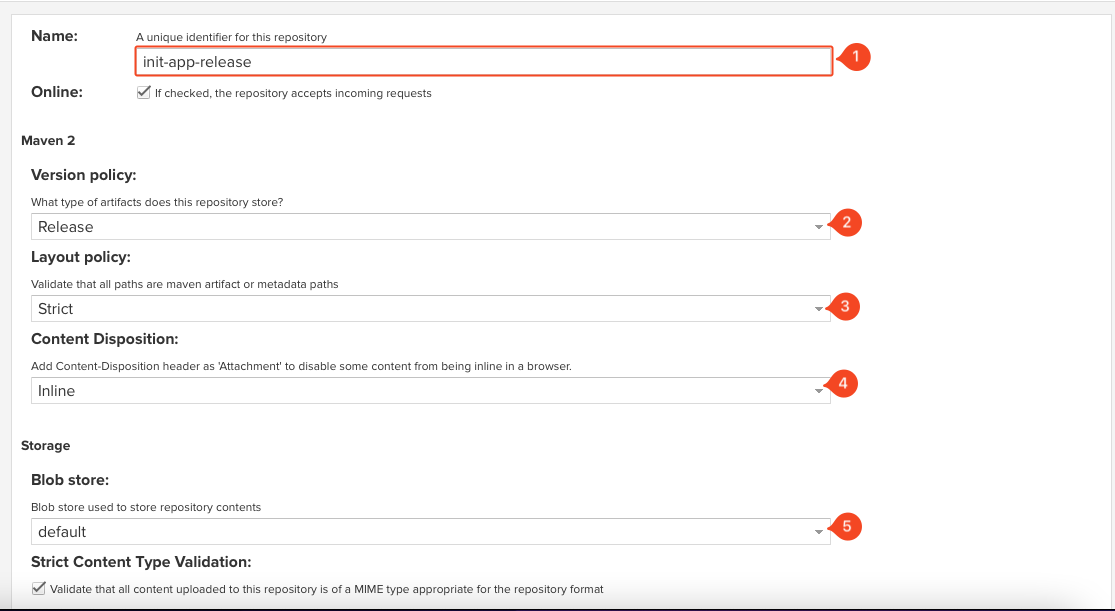 Name:
A unique identifier for this repository
init-app-release
1
Online:
If checked, the repository accepts incoming requests
Maven 2
Version policy:
What type of artifacts does this repository store?
Release
2
Layout policy:
Validate that all paths are maven artifact or metadata paths
Strict
3
Content Disposition:
Add Content-Disposition header as 'Attachment' to disable some content from being inline in a browser.
Inline
4
Storage
Blob store:
Blob store used to store repository contents
default
5
Strict Content Type Validation:
Validate that all content uploaded to this repository is of a MIME type appropriate for the repository format